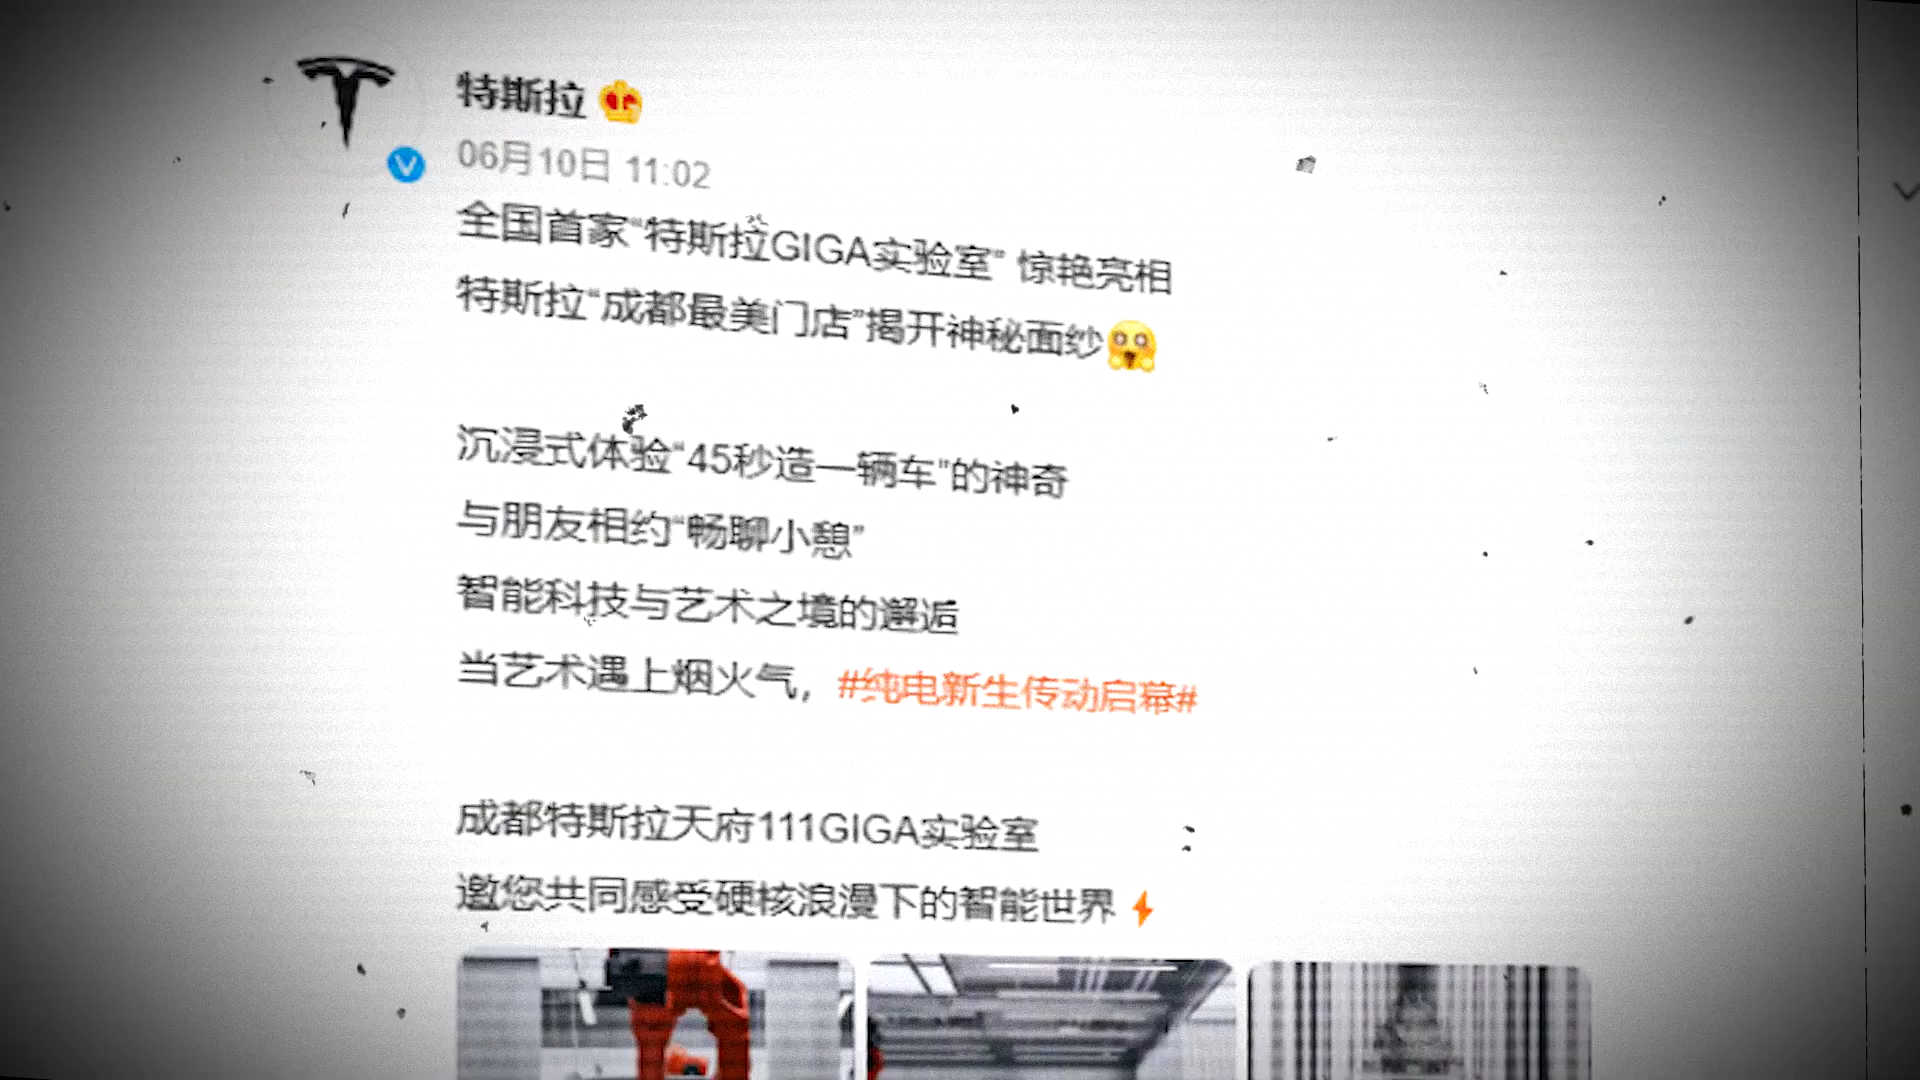 特斯拉
06月10日 11:02
全国首家“特斯拉GIGA实验室” 惊艳亮相
特斯拉“成都最美门店”揭开神秘面纱
沉浸式体验“45秒造一辆车”的神奇
与朋友相约“畅聊小憩”
智能科技与艺术之境的邂逅
当艺术遇上烟火气，#纯电新生传动启幕#
成都特斯拉天府111GIGA实验室
邀您共同感受硬核浪漫下的智能世界